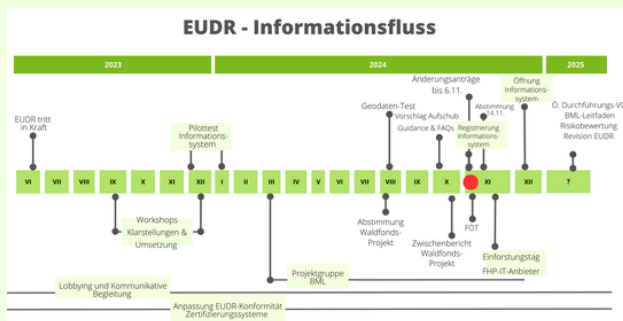 EUDR - Informationsfluss
2023
2024
2025
EUDR tritt
in Kraft
Pilottest
Informations-
system
Geodaten-Test
Änderungsanträge
bis 6.11.
Vorschlag Aufschub
Guidance & FAQs
Registrierung
Informations-
system
Abstimmung
14.11.
Öffnung
Informations-
system
Ö. Durchführungs-VO
BML-Leitfaden
Risikobewertung
Revision EUDR
VI VII VIII IX X XI XII I II III IV V VI VII VIII IX X XI XII ?
Workshops
Klarstellungen &
Umsetzung
Abstimmung
Waldfonds-
Projekt
Zwischenbericht
Waldfonds-
Projekt
FÖT
Einforstungstag
FHP-IT-Anbieter
Projektgruppe
BML
Lobbying und Kommunikative
Begleitung
Anpassung EUDR-Konformität
Zertifizierungssysteme